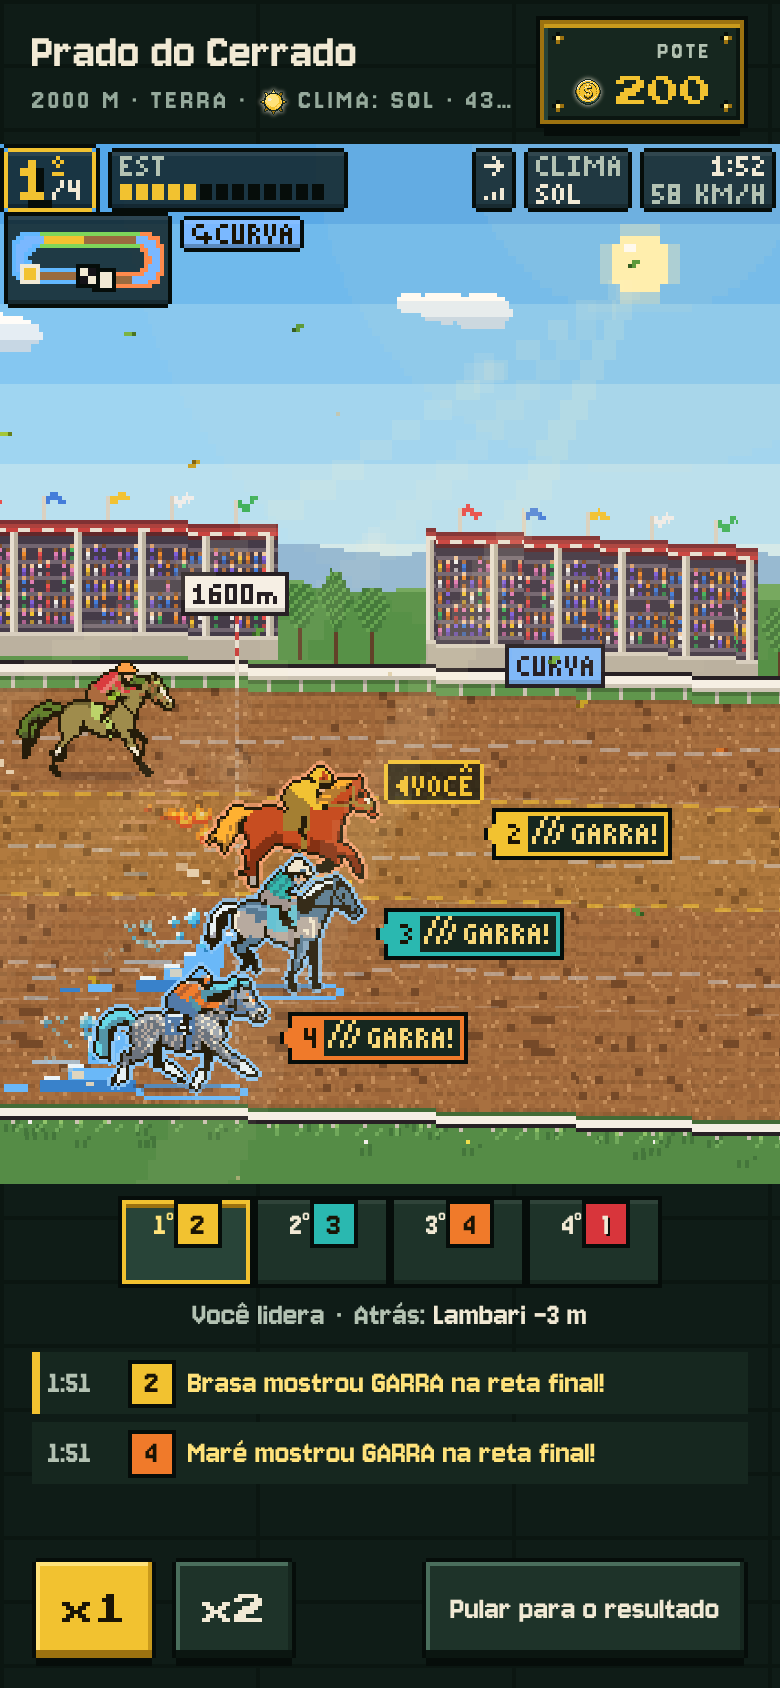 Prado do Cerrado
POTE
2000 M · TERRA · CLIMA: SOL · 43…
200
1º/4
EST
CLIMA
SOL
1:52
58 KM/H
CURVA
1600m
CURVA
VOCÊ
2 GARRA!
3 GARRA!
4 GARRA!
1º 2
2º 3
3º 4
4º 1
Você lidera · Atrás: Lambari -3 m
1:51 2 Brasa mostrou GARRA na reta final!
1:51 4 Maré mostrou GARRA na reta final!
x1
x2
Pular para o resultado